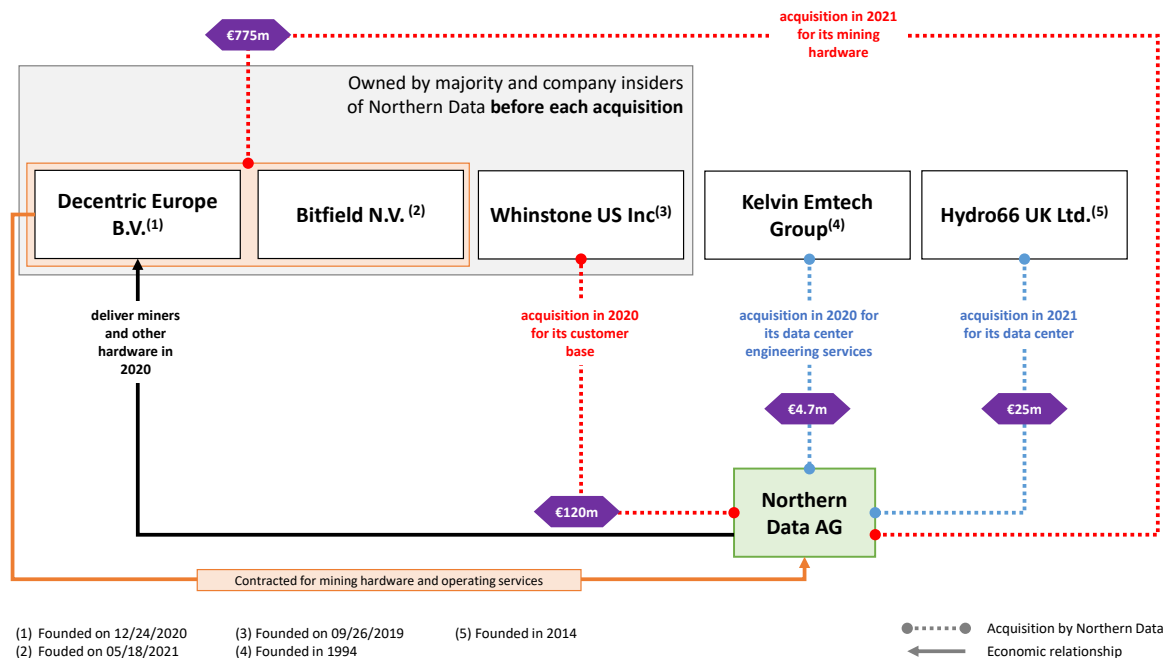 €775m
acquisition in 2021
for its mining
hardware
Owned by majority and company insiders
of Northern Data before each acquisition
Decentric Europe
B.V.(1)
Bitfield N.V. (2)
Whinstone US Inc(3)
Kelvin Emtech
Group(4)
Hydro66 UK Ltd.(5)
deliver miners
and other
hardware in
2020
acquisition in 2020
for its customer
base
acquisition in 2020 for
its data center
engineering services
acquisition in 2021
for its data center
€4.7m
€25m
€120m
Northern
Data AG
Contracted for mining hardware and operating services
(1) Founded on 12/24/2020
(2) Fouded on 05/18/2021
(3) Founded on 09/26/2019
(4) Founded in 1994
(5) Founded in 2014
Acquisition by Northern Data
Economic relationship